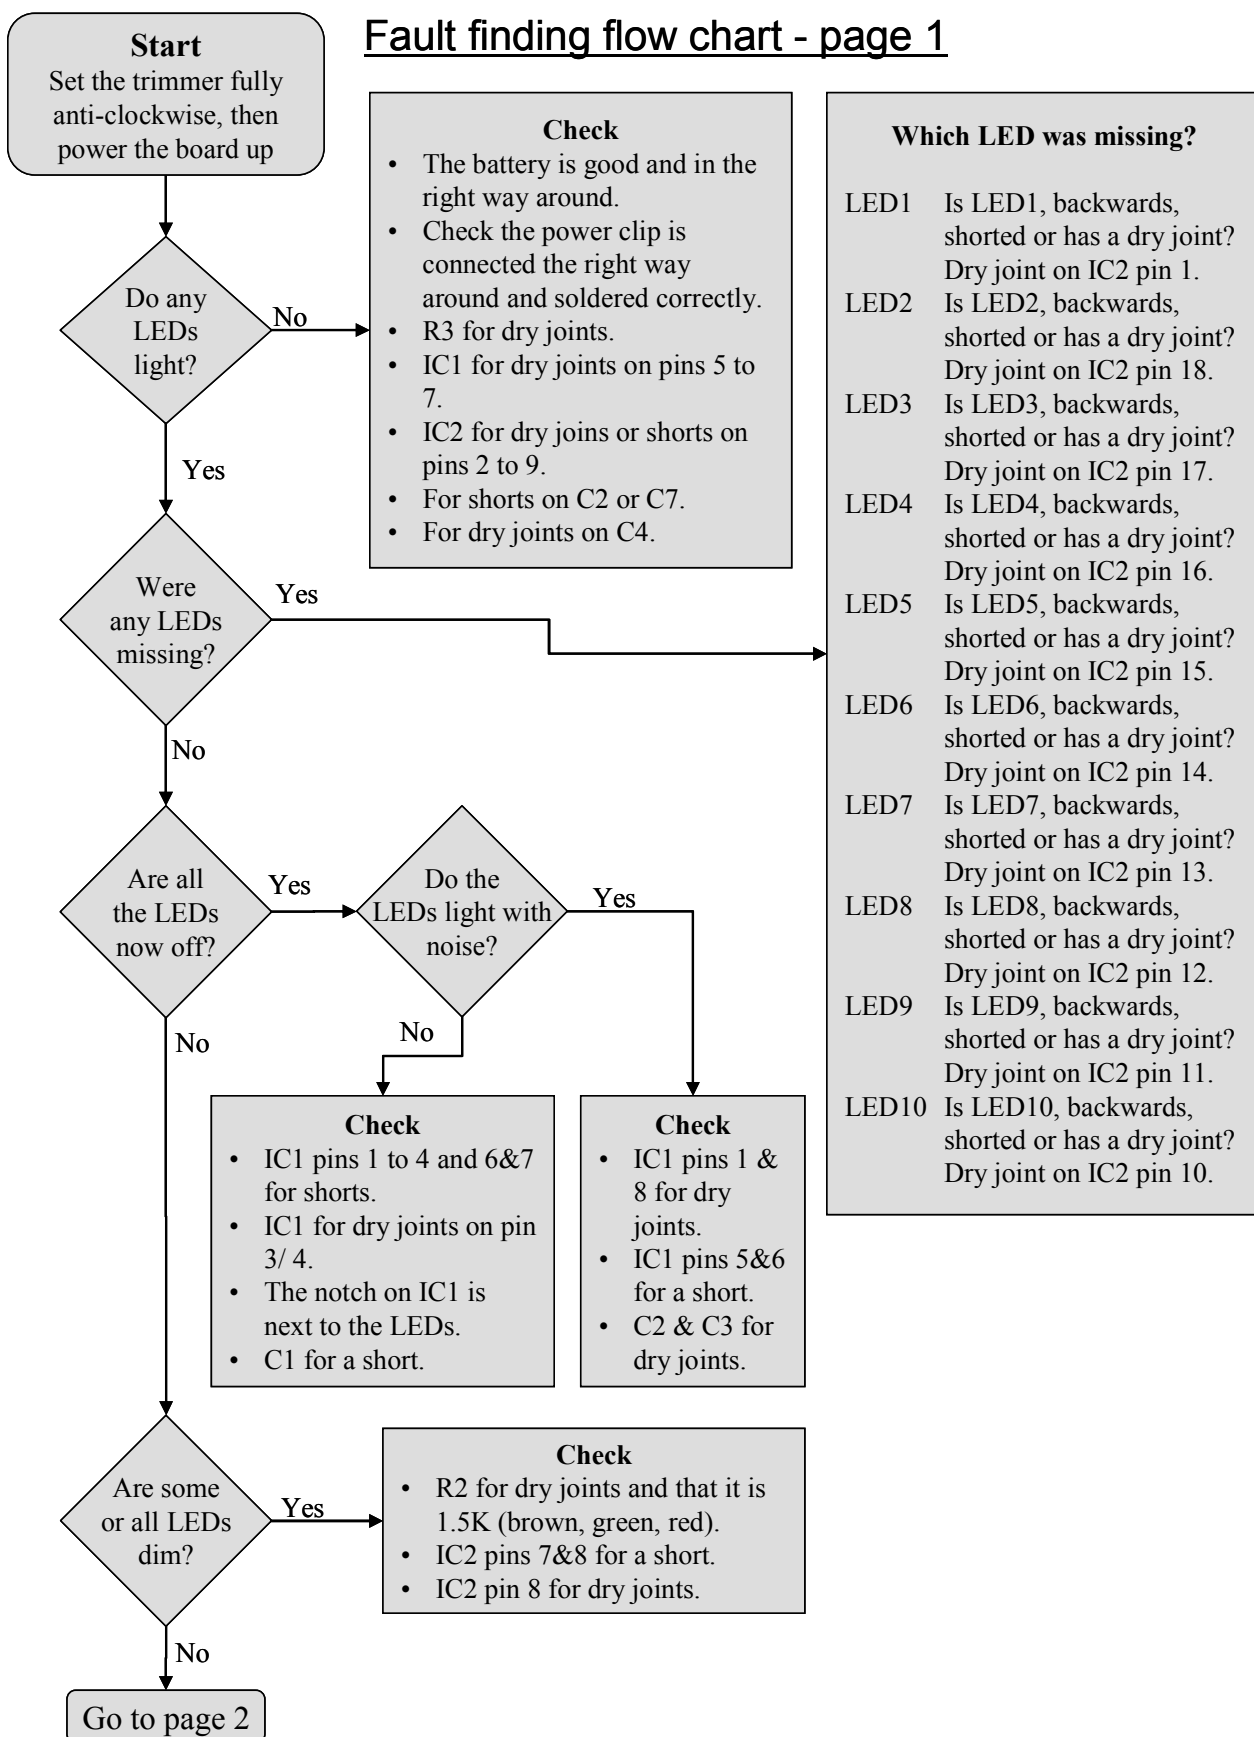 Fault finding flow chart - page 1
Start
Set the trimmer fully
anti-clockwise, then
power the board up
Do any
LEDs
light?
No
Yes
Check
• The battery is good and in the
right way around.
• Check the power clip is
connected the right way
around and soldered correctly.
• R3 for dry joints.
• IC1 for dry joints on pins 5 to
7.
• IC2 for dry joins or shorts on
pins 2 to 9.
• For shorts on C2 or C7.
• For dry joints on C4.
Were
any LEDs
missing?
Yes
No
Which LED was missing?
LED1 Is LED1, backwards,
shorted or has a dry joint?
Dry joint on IC2 pin 1.
LED2 Is LED2, backwards,
shorted or has a dry joint?
Dry joint on IC2 pin 18.
LED3 Is LED3, backwards,
shorted or has a dry joint?
Dry joint on IC2 pin 17.
LED4 Is LED4, backwards,
shorted or has a dry joint?
Dry joint on IC2 pin 16.
LED5 Is LED5, backwards,
shorted or has a dry joint?
Dry joint on IC2 pin 15.
LED6 Is LED6, backwards,
shorted or has a dry joint?
Dry joint on IC2 pin 14.
LED7 Is LED7, backwards,
shorted or has a dry joint?
Dry joint on IC2 pin 13.
LED8 Is LED8, backwards,
shorted or has a dry joint?
Dry joint on IC2 pin 12.
LED9 Is LED9, backwards,
shorted or has a dry joint?
Dry joint on IC2 pin 11.
LED10 Is LED10, backwards,
shorted or has a dry joint?
Dry joint on IC2 pin 10.
Are all
the LEDs
now off?
Yes
No
Do the
LEDs light with
noise?
Yes
No
Check
• IC1 pins 1 to 4 and 6&7
for shorts.
• IC1 for dry joints on pin
3/ 4.
• The notch on IC1 is
next to the LEDs.
• C1 for a short.
Check
• IC1 pins 1 &
8 for dry
joints.
• IC1 pins 5&6
for a short.
• C2 & C3 for
dry joints.
Are some
or all LEDs
dim?
Yes
No
Check
• R2 for dry joints and that it is
1.5K (brown, green, red).
• IC2 pins 7&8 for a short.
• IC2 pin 8 for dry joints.
Go to page 2